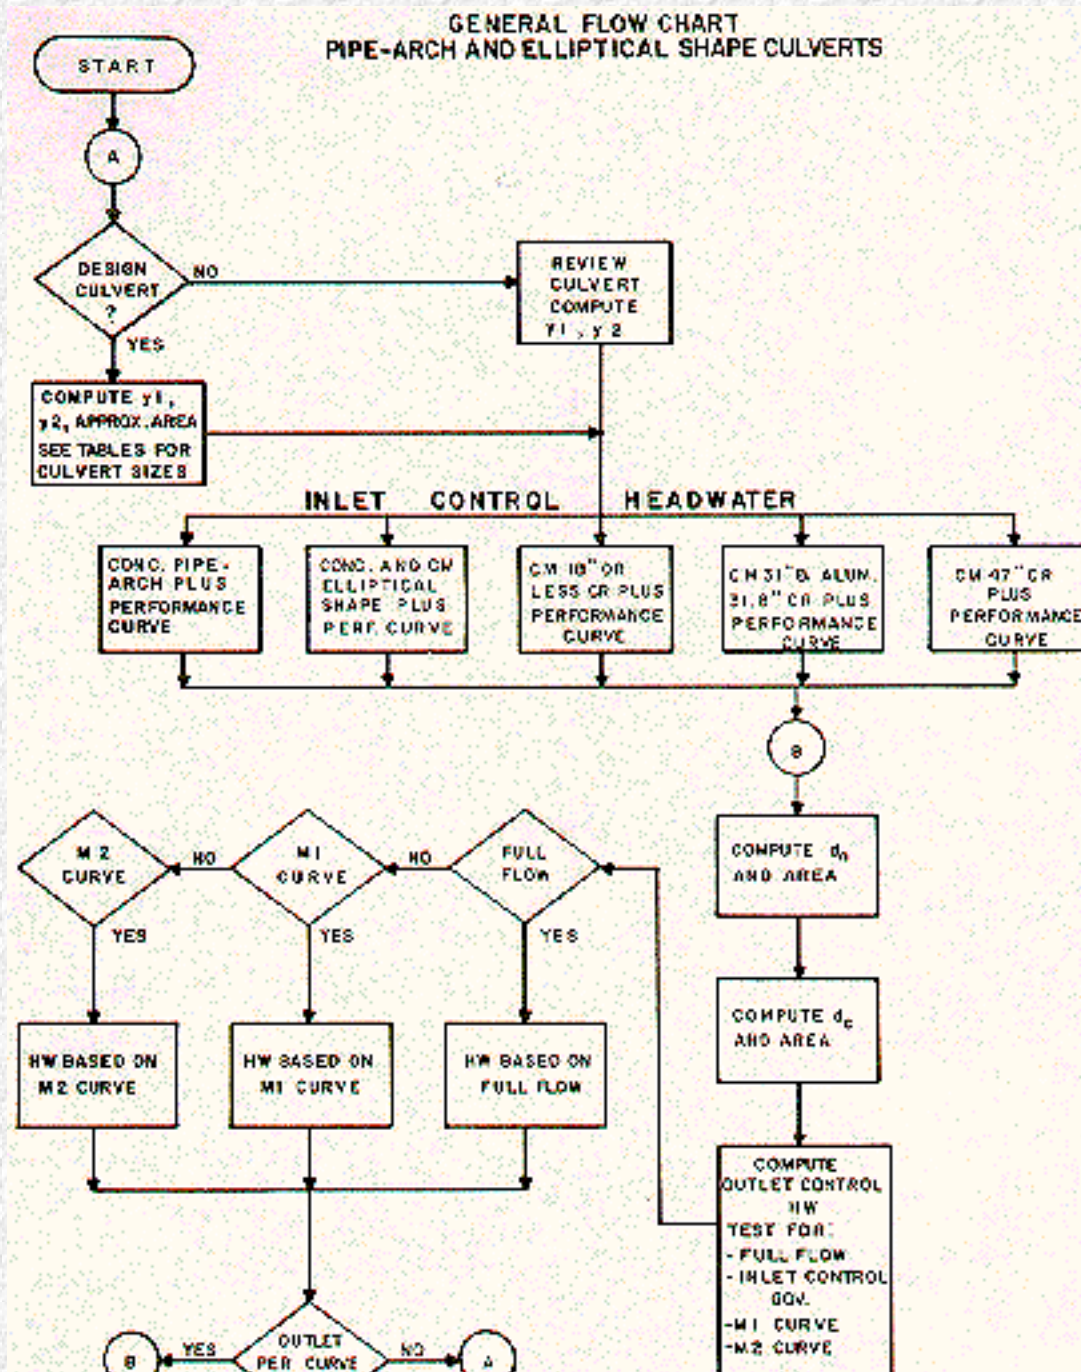 GENERAL FLOW CHART
PIPE-ARCH AND ELLIPTICAL SHAPE CULVERTS
START
A
DESIGN
CULVERT
?
NO
YES
REVIEW
CULVERT
COMPUTE
y1, y2
COMPUTE y1,
y2, APPROX. AREA
SEE TABLES FOR
CULVERT SIZES
INLET CONTROL HEADWATER
CONC. PIPE-
ARCH PLUS
PERFORMANCE
CURVE
CONC. AND CM
ELLIPTICAL
SHAPE PLUS
PERF. CURVE
CM 18" OR
LESS CR PLUS
PERFORMANCE
CURVE
CM 31" & ALUM.
31.8" CR PLUS
PERFORMANCE
CURVE
CM 47" CR
PLUS
PERFORMANCE
CURVE
B
M2
CURVE
NO
M1
CURVE
NO
FULL
FLOW
COMPUTE dn
AND AREA
YES
YES
YES
COMPUTE dc
AND AREA
HW BASED ON
M2 CURVE
HW BASED ON
M1 CURVE
HW BASED ON
FULL FLOW
COMPUTE
OUTLET CONTROL
HW
TEST FOR:
- FULL FLOW
- INLET CONTROL
GOV.
- M1 CURVE
- M2 CURVE
B
YES
OUTLET
PER CURVE
NO
A